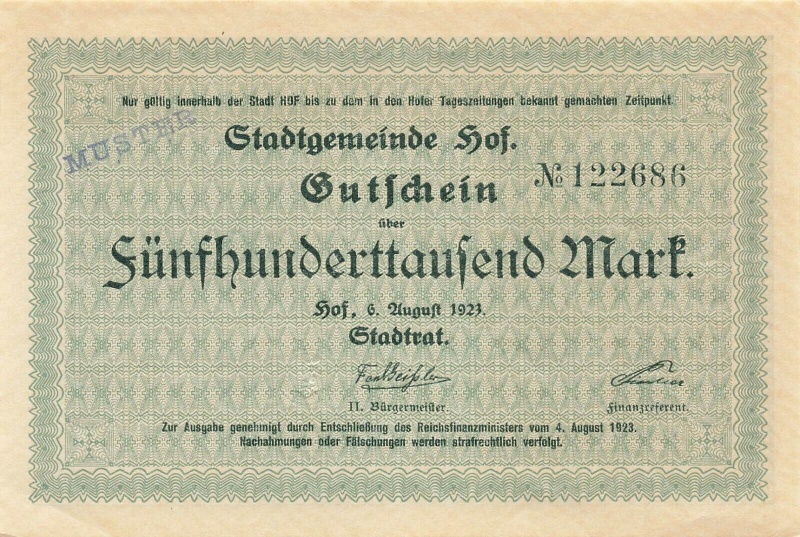 Nur gültig innerhalb der Stadt HOF bis zu dem in den Hofer Tageszeitungen bekannt gemachten Zeitpunkt.
MUSTER
Stadtgemeinde Hof.
Gutschein
№ 122686
über
Fünfhunderttausend Mark.
Hof, 6. August 1923.
Stadtrat.
II. Bürgermeister.
Finanzreferent.
Zur Ausgabe genehmigt durch Entschließung des Reichsfinanzministers vom 4. August 1923.
Nachahmungen oder Fälschungen werden strafrechtlich verfolgt.